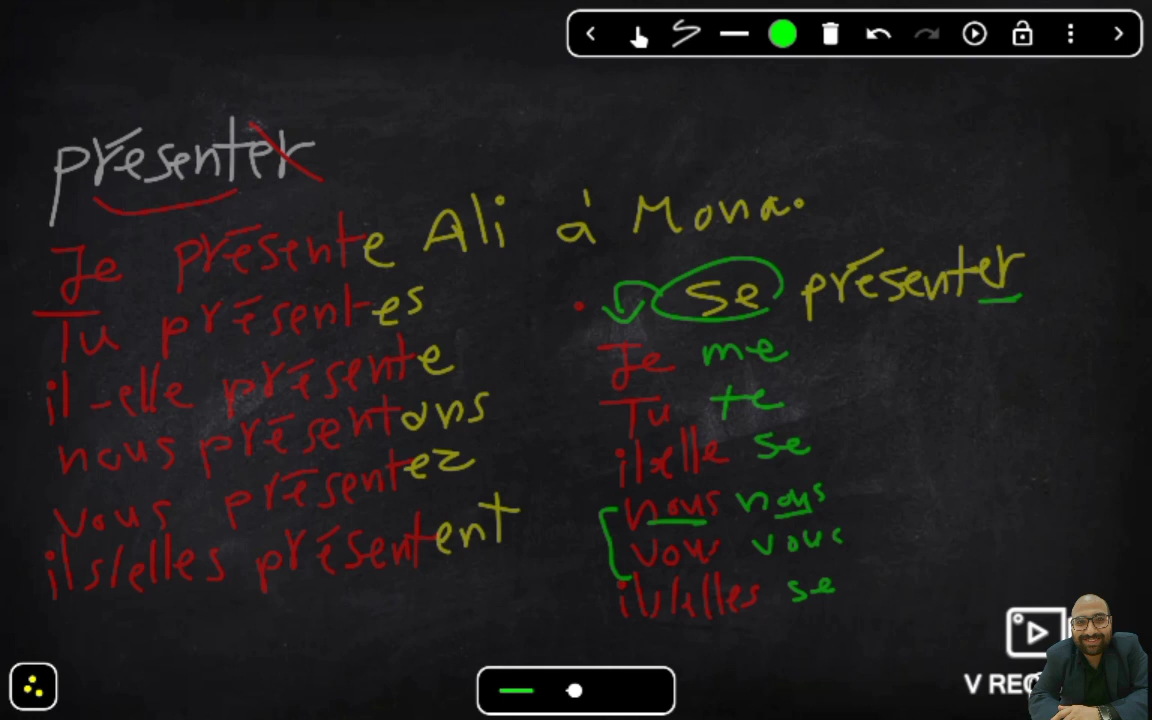 présenter
Je présente Ali à Mona.
Tu présentes
il-elle présente
nous présentons
vous présentez
ils/elles présentent
se présenter
Je me
Tu te
il elle se
nous nous
vous vous
ils/elles se
V REC